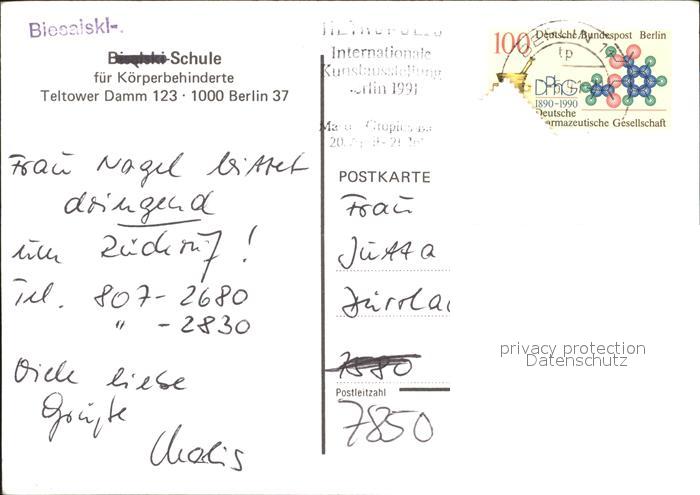 Biesalski-.
Schule
für Körperbehinderte
Teltower Damm 123 · 1000 Berlin 37
Frau Nagel bittet
dringend
um Rückruf!
Tel. 807-2680
" -2830
Viele liebe
Grüße
Internationale
Kunstausstellung
Berlin 1991
100 Deutsche Bundespost Berlin
DPhG
1890-1990
Deutsche
Pharmazeutische Gesellschaft
POSTKARTE
Frau
Jutta
7880
Postleitzahl
7850
privacy protection
Datenschutz